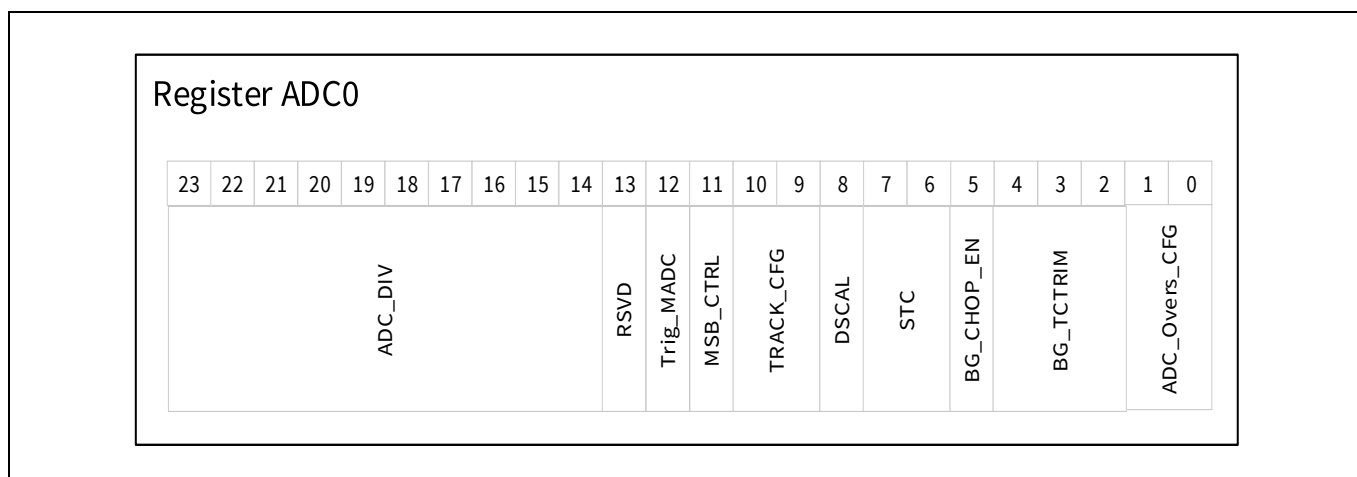 Register ADC0
23 22 21 20 19 18 17 16 15 14 13 12 11 10 9 8 7 6 5 4 3 2 1 0
ADC_DIV
RSVD
Trig_MADC
MSB_CTRL
TRACK_CFG
DSCAL
STC
BG_CHOP_EN
BG_TCTRIM
ADC_Overs_CFG